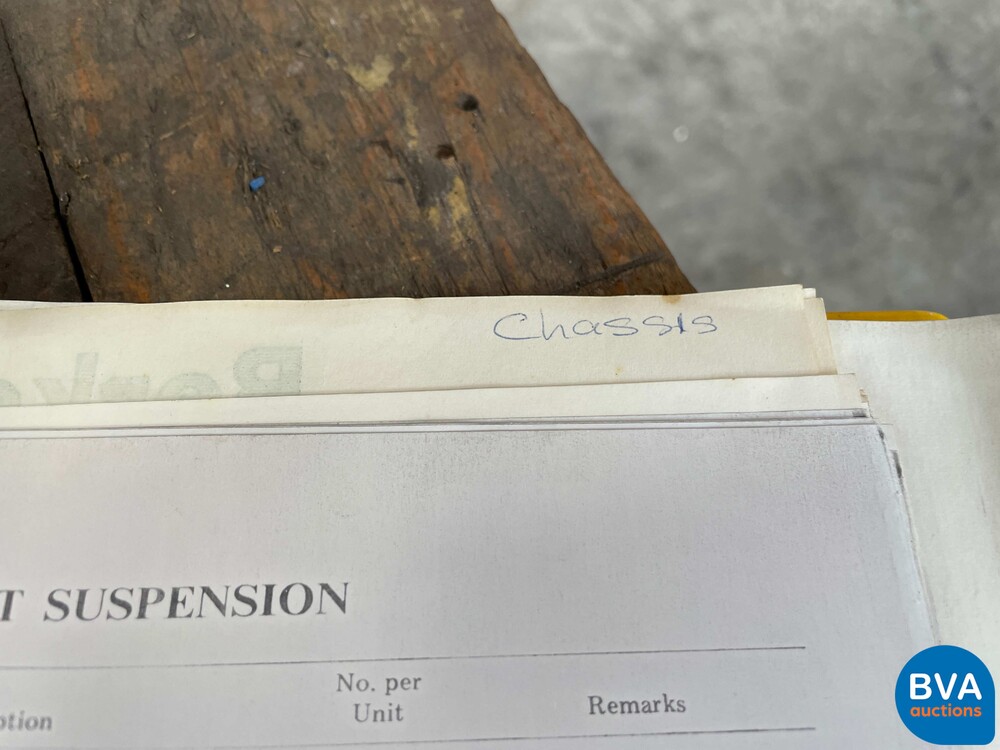 Chassis
T SUSPENSION
No. per
Unit
Remarks
ption
BVA
auctions